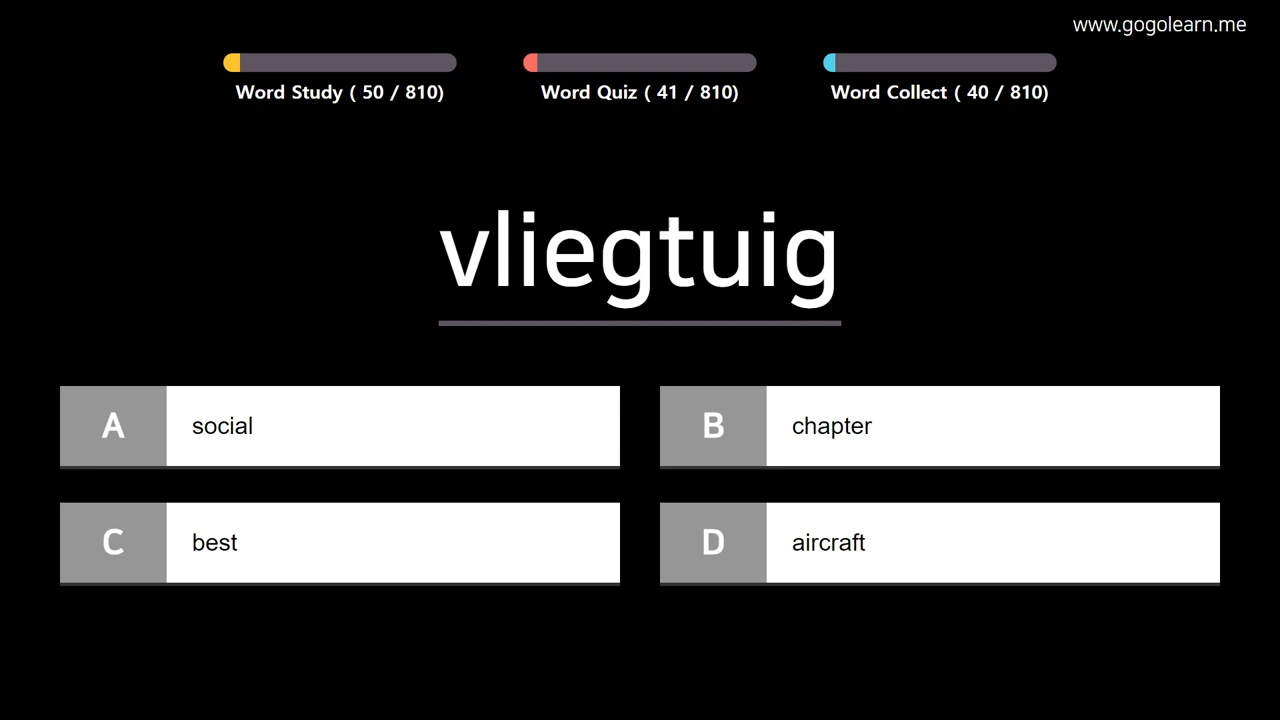 www.gogolearn.me
Word Study ( 50 / 810)
Word Quiz ( 41 / 810)
Word Collect ( 40 / 810)
vliegtuig
A social
B chapter
C best
D aircraft